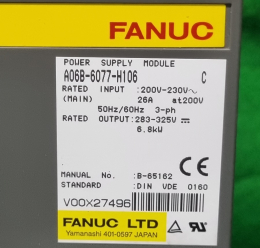 FANUC
POWER SUPPLY MODULE
A06B-6077-H106 C
RATED INPUT :200V-230V~
(MAIN) 26A at200V
50Hz/60Hz 3-ph
RATED OUTPUT:283-325V
6.8kW
MANUAL No. :B-65162
STANDARD :DIN VDE 0160
CE
V00X27496
FANUC LTD
Yamanashi 401-0597 JAPAN